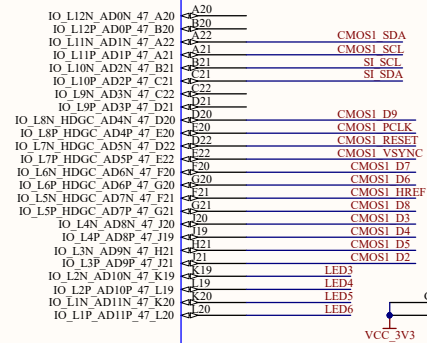 IO_L12N_AD0N_47_A20 A20
IO_L12P_AD0P_47_B20 B20
IO_L11N_AD1N_47_A22 A22 CMOS1_SDA
IO_L11P_AD1P_47_A21 A21 CMOS1_SCL
IO_L10N_AD2N_47_B21 B21 SI_SCL
IO_L10P_AD2P_47_C21 C21 SI_SDA
IO_L9N_AD3N_47_C22 C22
IO_L9P_AD3P_47_D21 D21
IO_L8N_HDGC_AD4N_47_D20 D20 CMOS1_D9
IO_L8P_HDGC_AD4P_47_E20 E20 CMOS1_PCLK
IO_L7N_HDGC_AD5N_47_D22 D22 CMOS1_RESET
IO_L7P_HDGC_AD5P_47_E22 E22 CMOS1_VSYNC
IO_L6N_HDGC_AD6N_47_F20 F20 CMOS1_D7
IO_L6P_HDGC_AD6P_47_G20 G20 CMOS1_D6
IO_L5N_HDGC_AD7N_47_F21 F21 CMOS1_HREF
IO_L5P_HDGC_AD7P_47_G21 G21 CMOS1_D8
IO_L4N_AD8N_47_J20 J20 CMOS1_D3
IO_L4P_AD8P_47_J19 J19 CMOS1_D4
IO_L3N_AD9N_47_H21 H21 CMOS1_D5
IO_L3P_AD9P_47_J21 J21 CMOS1_D2
IO_L2N_AD10N_47_K19 K19 LED3
IO_L2P_AD10P_47_L19 L19 LED4
IO_L1N_AD11N_47_K20 K20 LED5
IO_L1P_AD11P_47_L20 L20 LED6
VCC_3V3